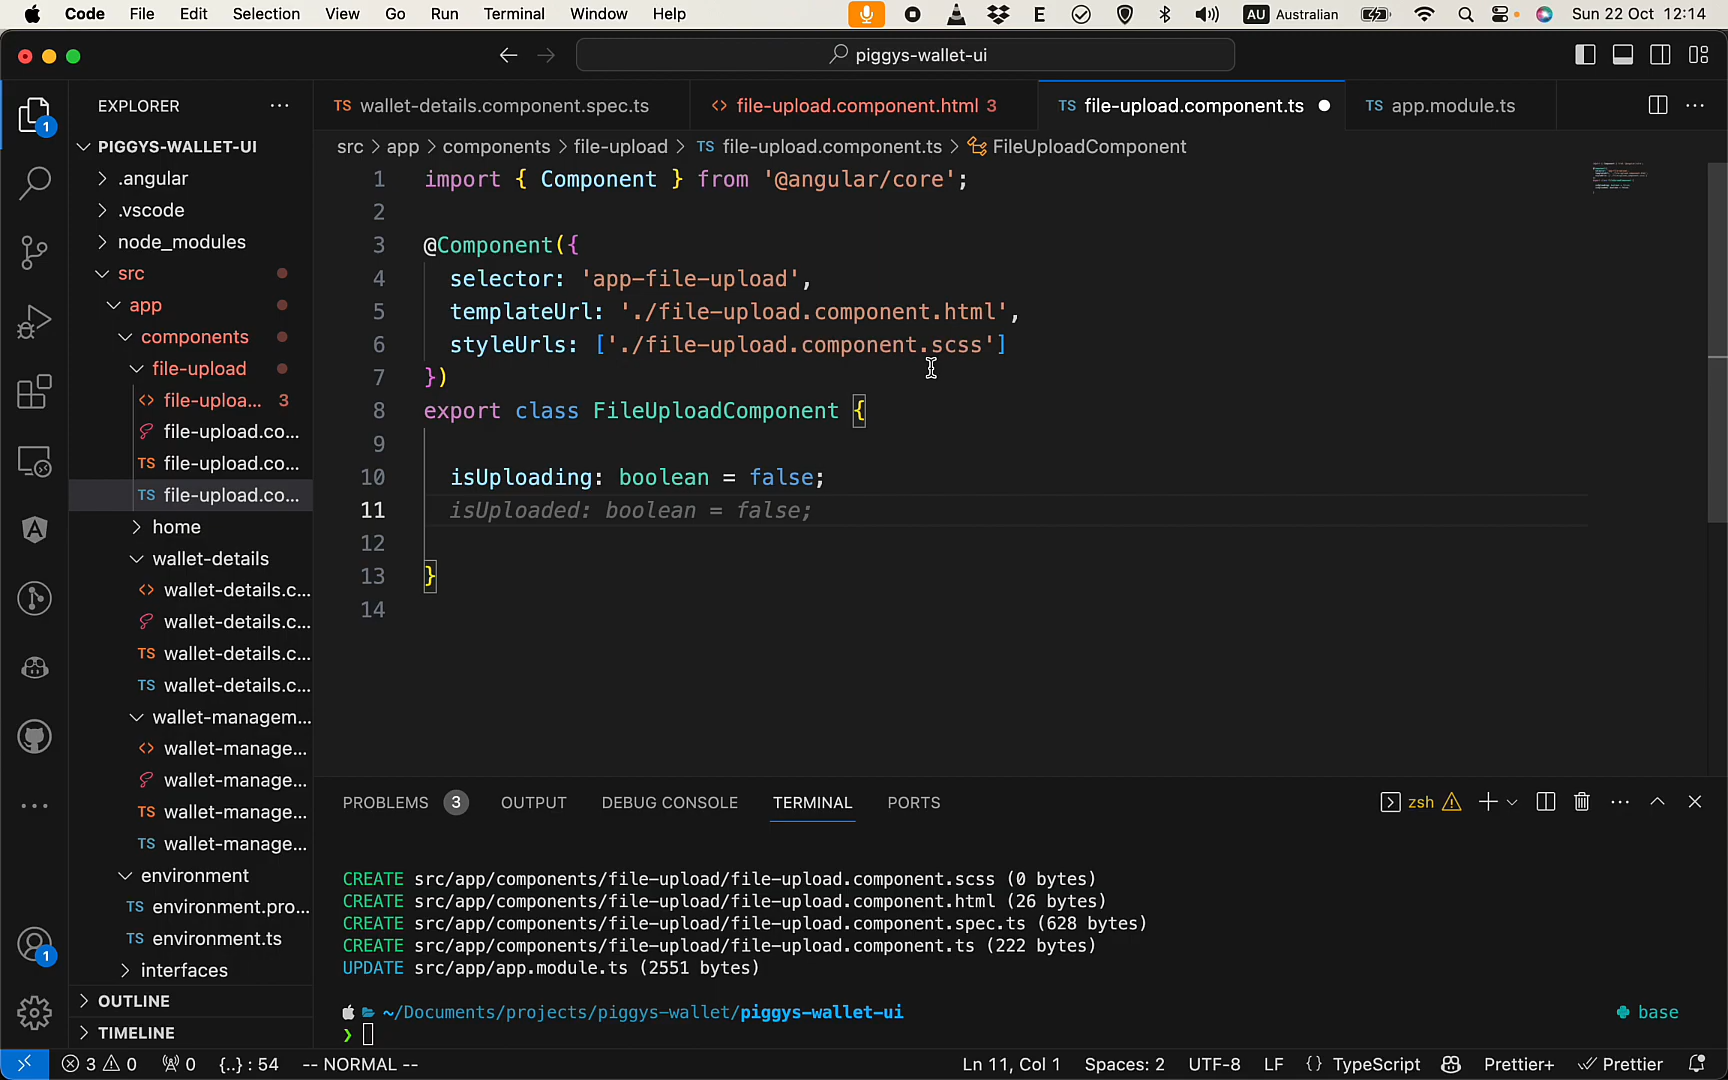 Code File Edit Selection View Go Run Terminal Window Help E AU Australian Sun 22 Oct 12:14
piggys-wallet-ui
EXPLORER ···
TS wallet-details.component.spec.ts <> file-upload.component.html 3 TS file-upload.component.ts TS app.module.ts ···
src > app > components > file-upload > TS file-upload.component.ts > FileUploadComponent
1
PIGGYS-WALLET-UI
.angular
.vscode
node_modules
src
app
components
file-upload
<> file-uploa... 3
file-upload.co...
TS file-upload.co...
TS file-upload.co...
home
wallet-details
<> wallet-details.c...
wallet-details.c...
TS wallet-details.c...
TS wallet-details.c...
wallet-managem...
<> wallet-manage...
wallet-manage...
TS wallet-manage...
TS wallet-manage...
environment
TS environment.pro...
TS environment.ts
interfaces
OUTLINE
TIMELINE
1
1 import { Component } from '@angular/core';
2
3 @Component({
4 selector: 'app-file-upload',
5 templateUrl: './file-upload.component.html',
6 styleUrls: ['./file-upload.component.scss']
7 })
8 export class FileUploadComponent {
9
10 isUploading: boolean = false;
11 isUploaded: boolean = false;
12
13 }
14
PROBLEMS 3 OUTPUT DEBUG CONSOLE TERMINAL PORTS zsh
CREATE src/app/components/file-upload/file-upload.component.scss (0 bytes)
CREATE src/app/components/file-upload/file-upload.component.html (26 bytes)
CREATE src/app/components/file-upload/file-upload.component.spec.ts (628 bytes)
CREATE src/app/components/file-upload/file-upload.component.ts (222 bytes)
UPDATE src/app/app.module.ts (2551 bytes)
~/Documents/projects/piggys-wallet/piggys-wallet-ui base
❯
3 0 0 {..} : 54 -- NORMAL -- Ln 11, Col 1 Spaces: 2 UTF-8 LF {} TypeScript Prettier+ Prettier